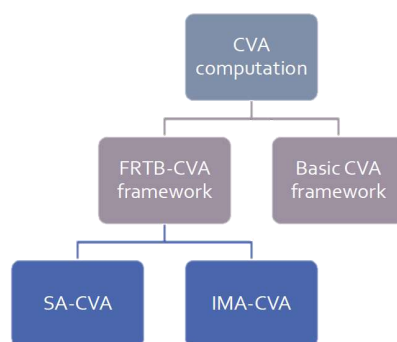 CVA
computation
FRTB-CVA
framework
Basic CVA
framework
SA-CVA
IMA-CVA